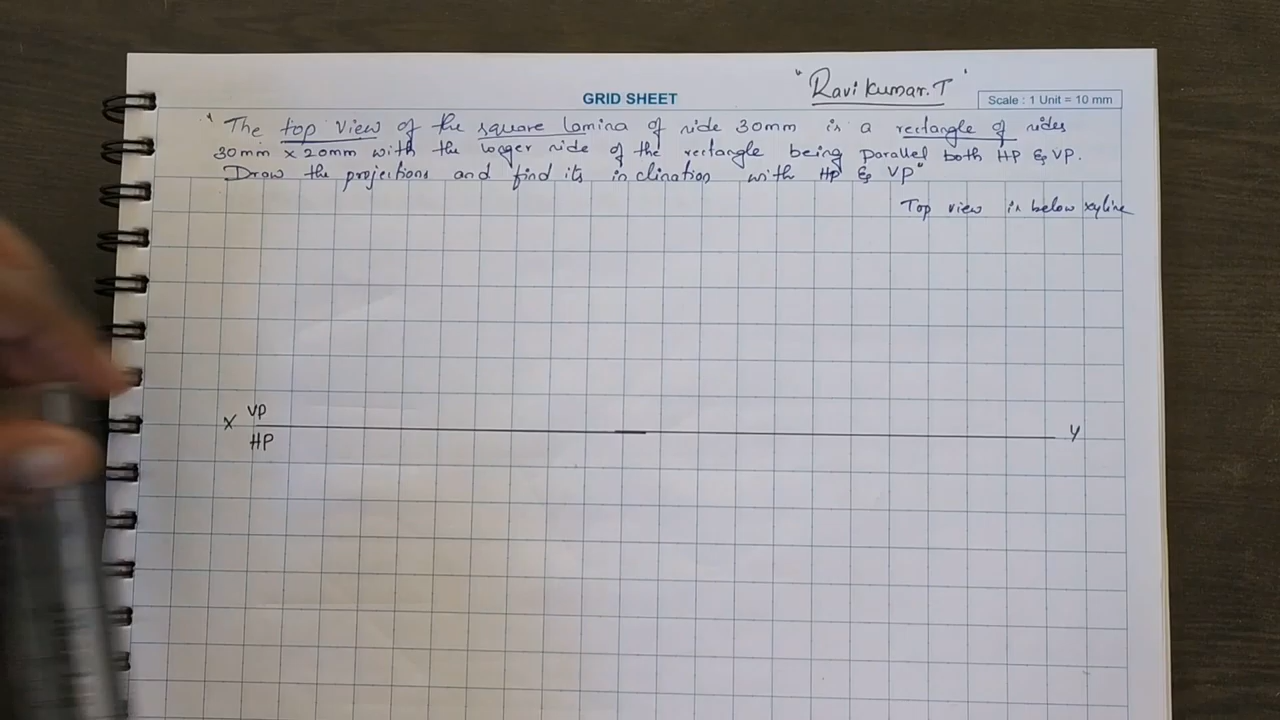 "Ravi Kumar.T"
GRID SHEET
Scale : 1 Unit = 10 mm
" The top view of the square lamina of side 30mm is a rectangle of sides
30mm x 20mm with the longer side of the rectangle being parallel both HP & VP.
Draw the projections and find its inclination with HP & VP"
Top view is below xyline
X VP
HP
Y